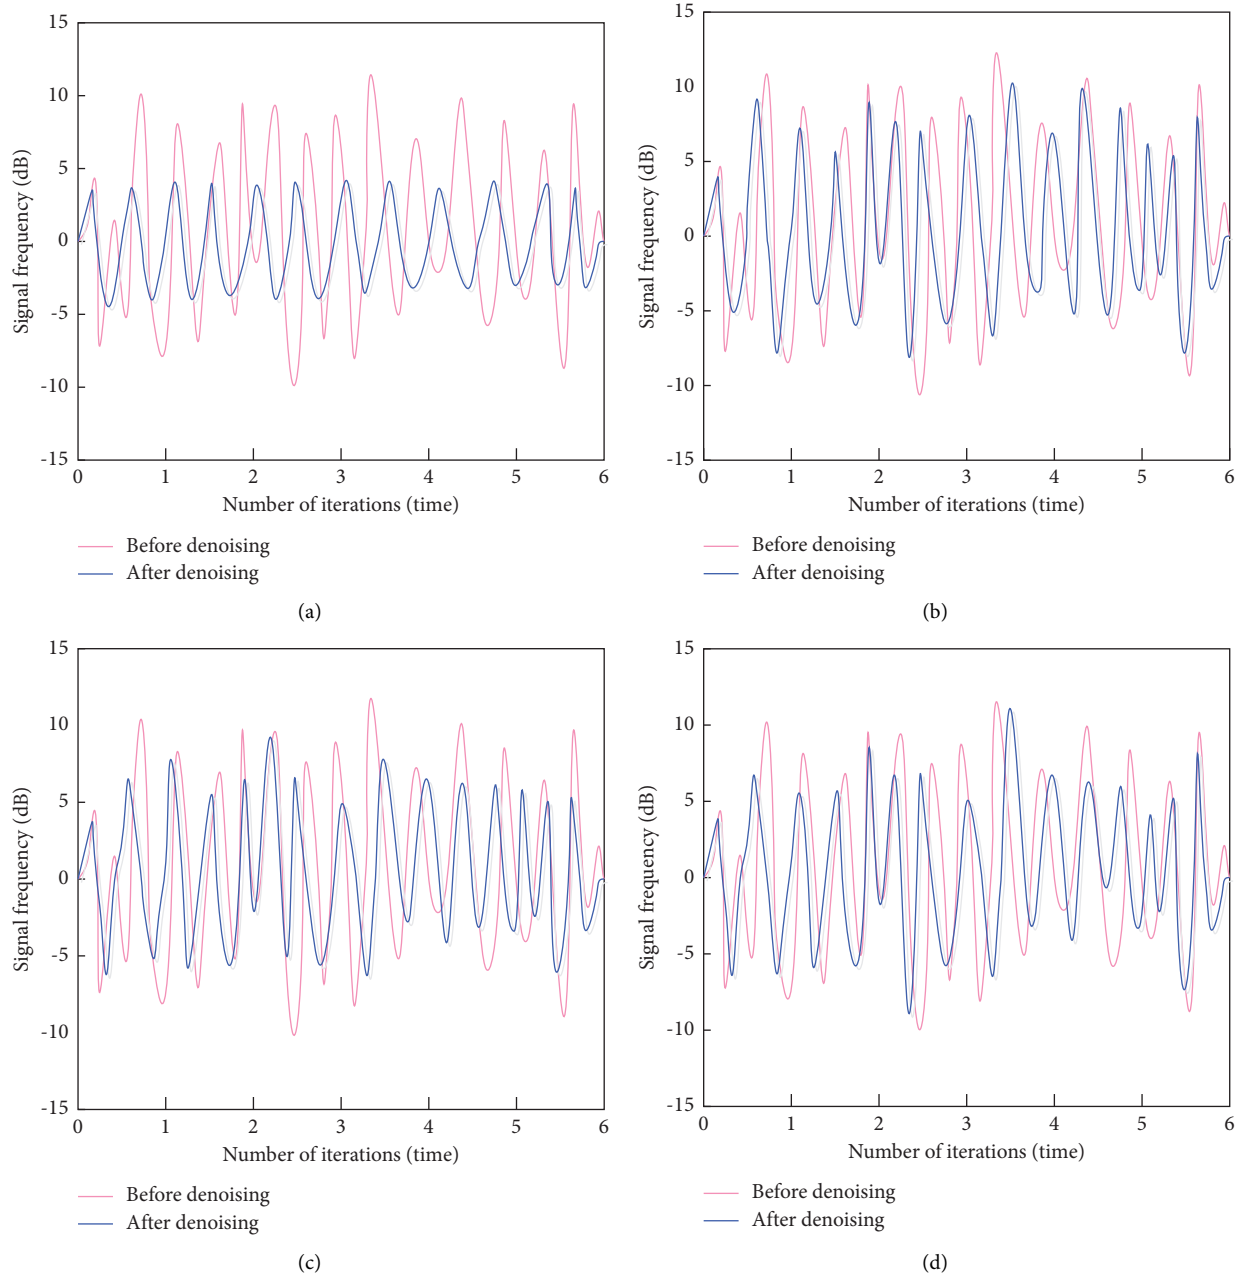 15
10
5
0
-5
-10
-15
Signal frequency (dB)
0 1 2 3 4 5 6
Number of iterations (time)
Before denoising
After denoising
(a)
15
10
5
0
-5
-10
-15
Signal frequency (dB)
0 1 2 3 4 5 6
Number of iterations (time)
Before denoising
After denoising
(b)
15
10
5
0
-5
-10
-15
Signal frequency (dB)
0 1 2 3 4 5 6
Number of iterations (time)
Before denoising
After denoising
(c)
15
10
5
0
-5
-10
-15
Signal frequency (dB)
0 1 2 3 4 5 6
Number of iterations (time)
Before denoising
After denoising
(d)